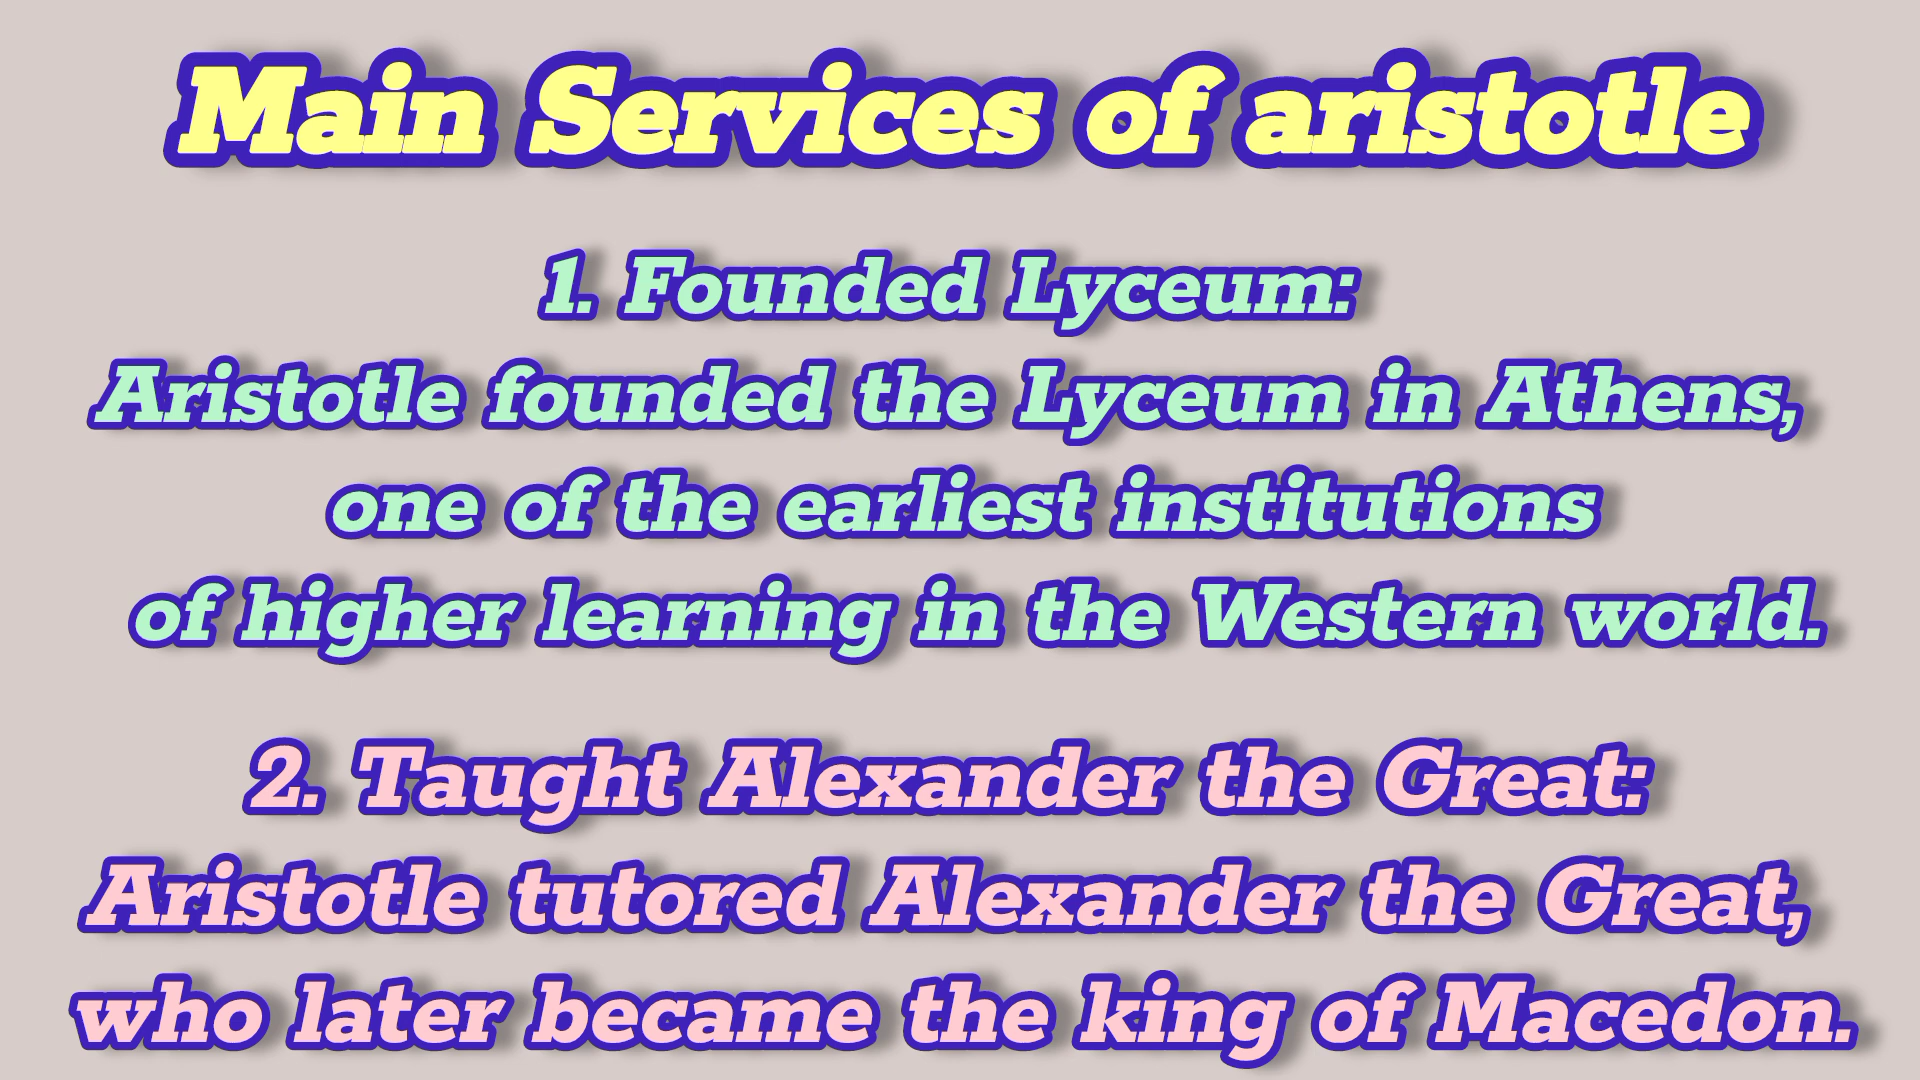 Main Services of aristotle
1. Founded Lyceum:
Aristotle founded the Lyceum in Athens,
one of the earliest institutions
of higher learning in the Western world.
2. Taught Alexander the Great:
Aristotle tutored Alexander the Great,
who later became the king of Macedon.